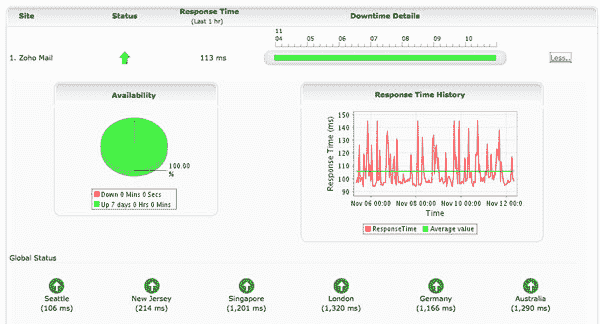 Site Status Response Time Downtime Details
(Last 1 hr)
11
04 05 06 07 08 09 10
1. Zoho Mail 113 ms Less..
Availability
100.00
%
Down 0 Mins 0 Secs
Up 7 days 0 Hrs 0 Mins
Response Time History
Response Time (ms)
150
140
130
120
110
100
90
Nov 06 00:00 Nov 08 00:00 Nov 10 00:00 Nov 12 00:0
Time
ResponseTime Average value
Global Status
Seattle New Jersey Singapore London Germany Australia
(106 ms) (214 ms) (1,201 ms) (1,320 ms) (1,166 ms) (1,290 ms)